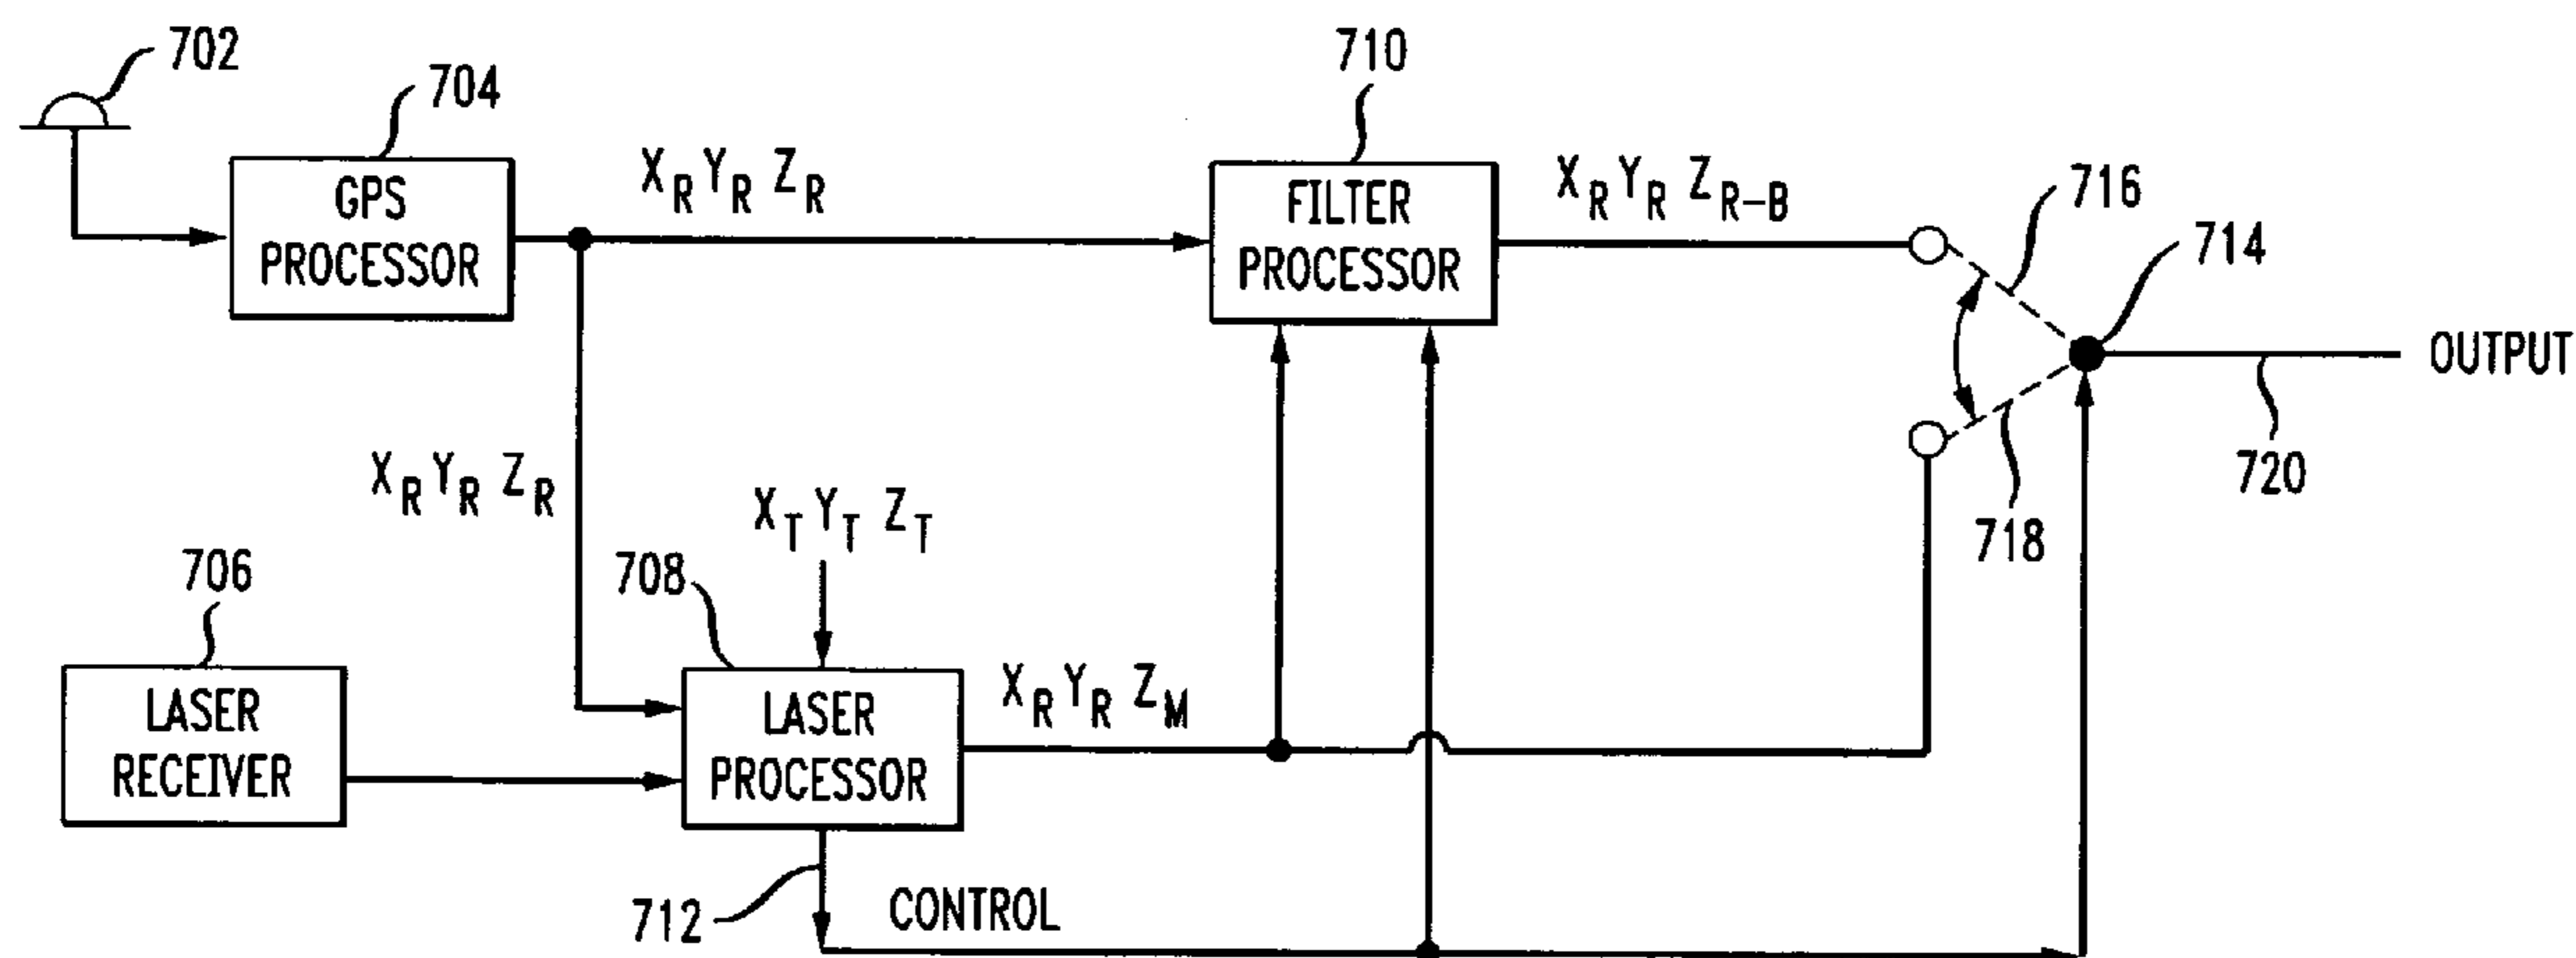 702
704
710
GPS
PROCESSOR
X_R Y_R Z_R
FILTER
PROCESSOR
X_R Y_R Z_{R-B}
716
714
OUTPUT
X_R Y_R Z_R
X_T Y_T Z_T
718
720
706
708
LASER
RECEIVER
LASER
PROCESSOR
X_R Y_R Z_M
712
CONTROL